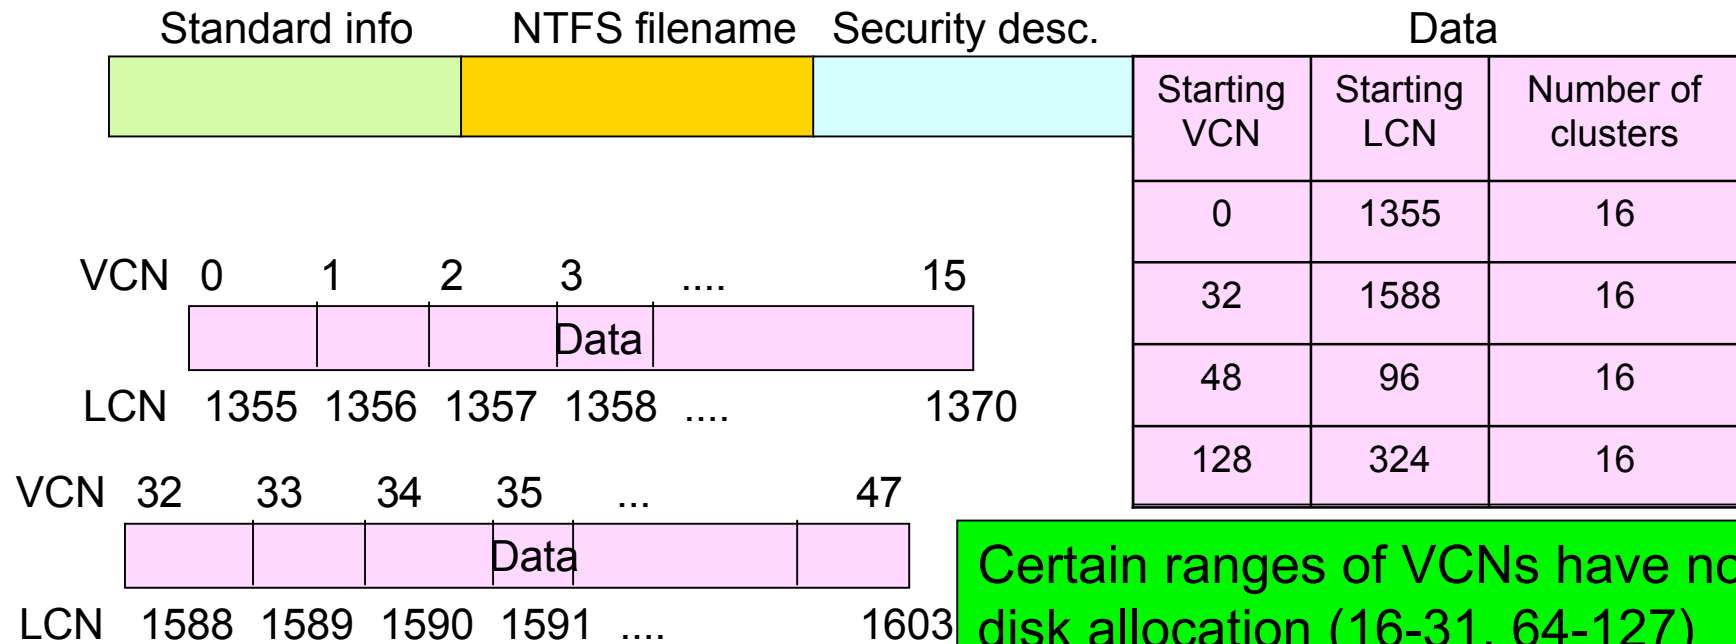 Standard info NTFS filename Security desc. Data
Starting VCN Starting LCN Number of clusters
0 1355 16
32 1588 16
48 96 16
128 324 16
VCN 0 1 2 3 .... 15
Data
LCN 1355 1356 1357 1358 .... 1370
VCN 32 33 34 35 ... 47
Data
LCN 1588 1589 1590 1591 .... 1603
Certain ranges of VCNs have no
disk allocation (16-31, 64-127)